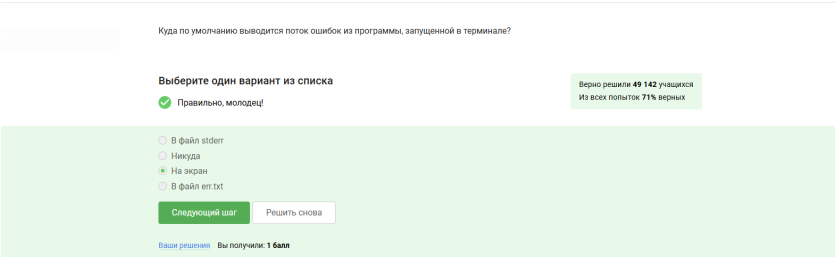 Куда по умолчанию выводится поток ошибок из программы, запущенной в терминале?
Выберите один вариант из списка
Правильно, молодец!
Верно решили 49 142 учащихся
Из всех попыток 71% верных
В файл stderr
Никуда
На экран
В файл err.txt
Следующий шаг
Решить снова
Ваши решения Вы получили: 1 балл